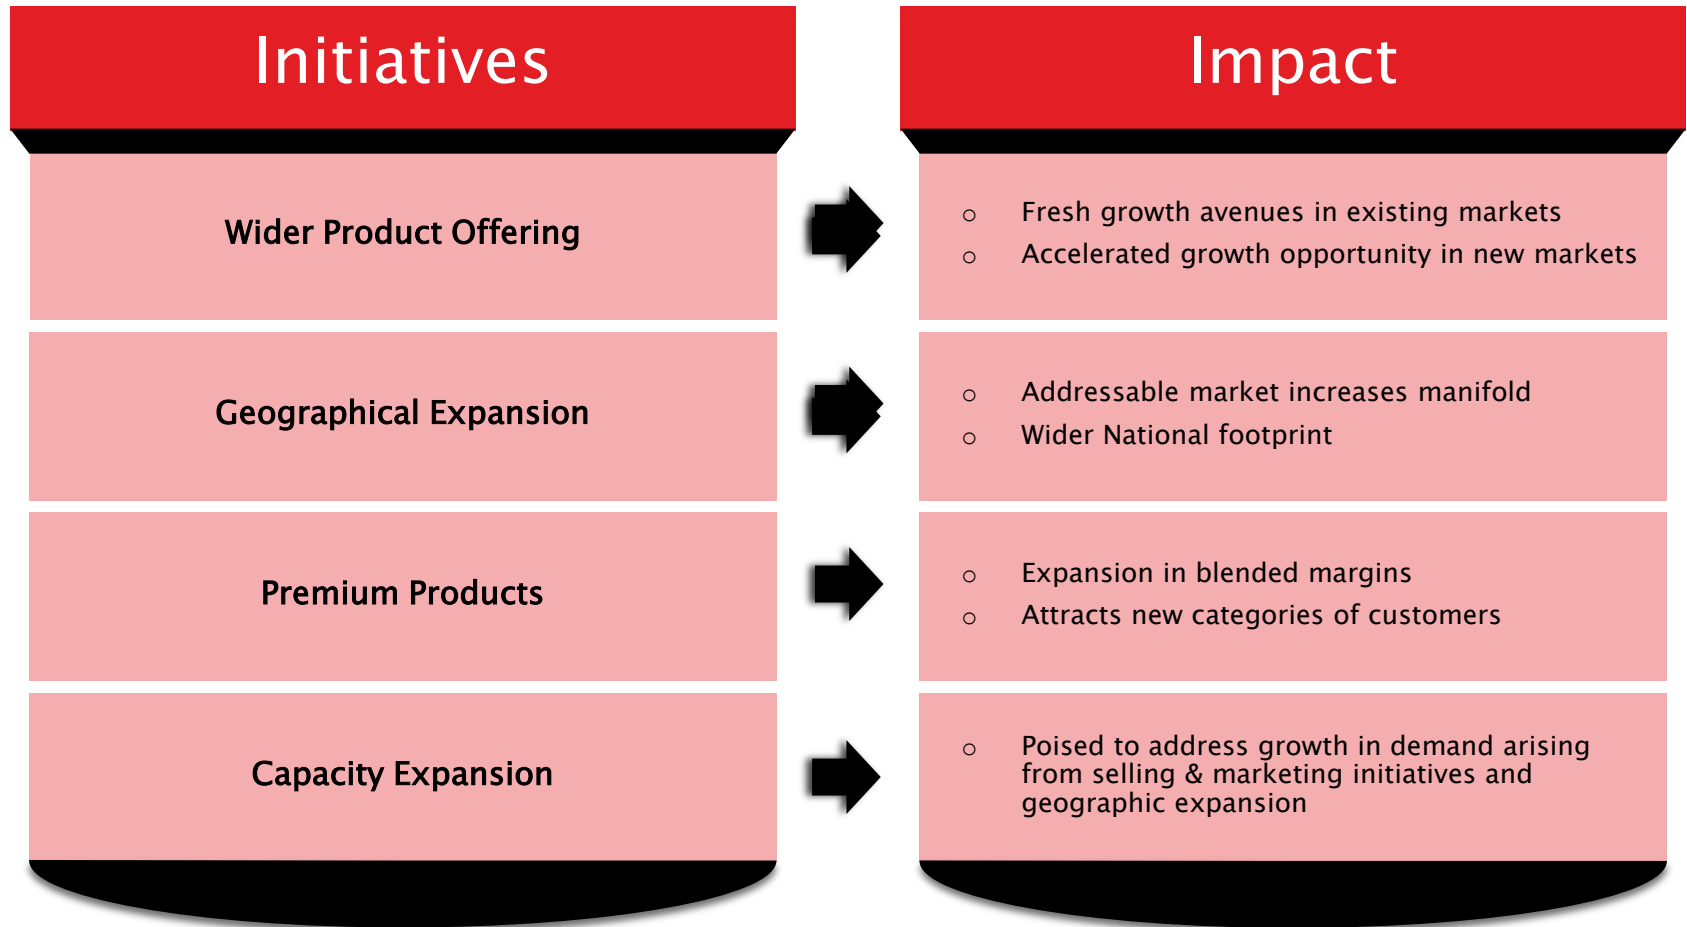 Initiatives
Impact
Wider Product Offering
o Fresh growth avenues in existing markets
o Accelerated growth opportunity in new markets
Geographical Expansion
o Addressable market increases manifold
o Wider National footprint
Premium Products
o Expansion in blended margins
o Attracts new categories of customers
Capacity Expansion
o Poised to address growth in demand arising
from selling & marketing initiatives and
geographic expansion